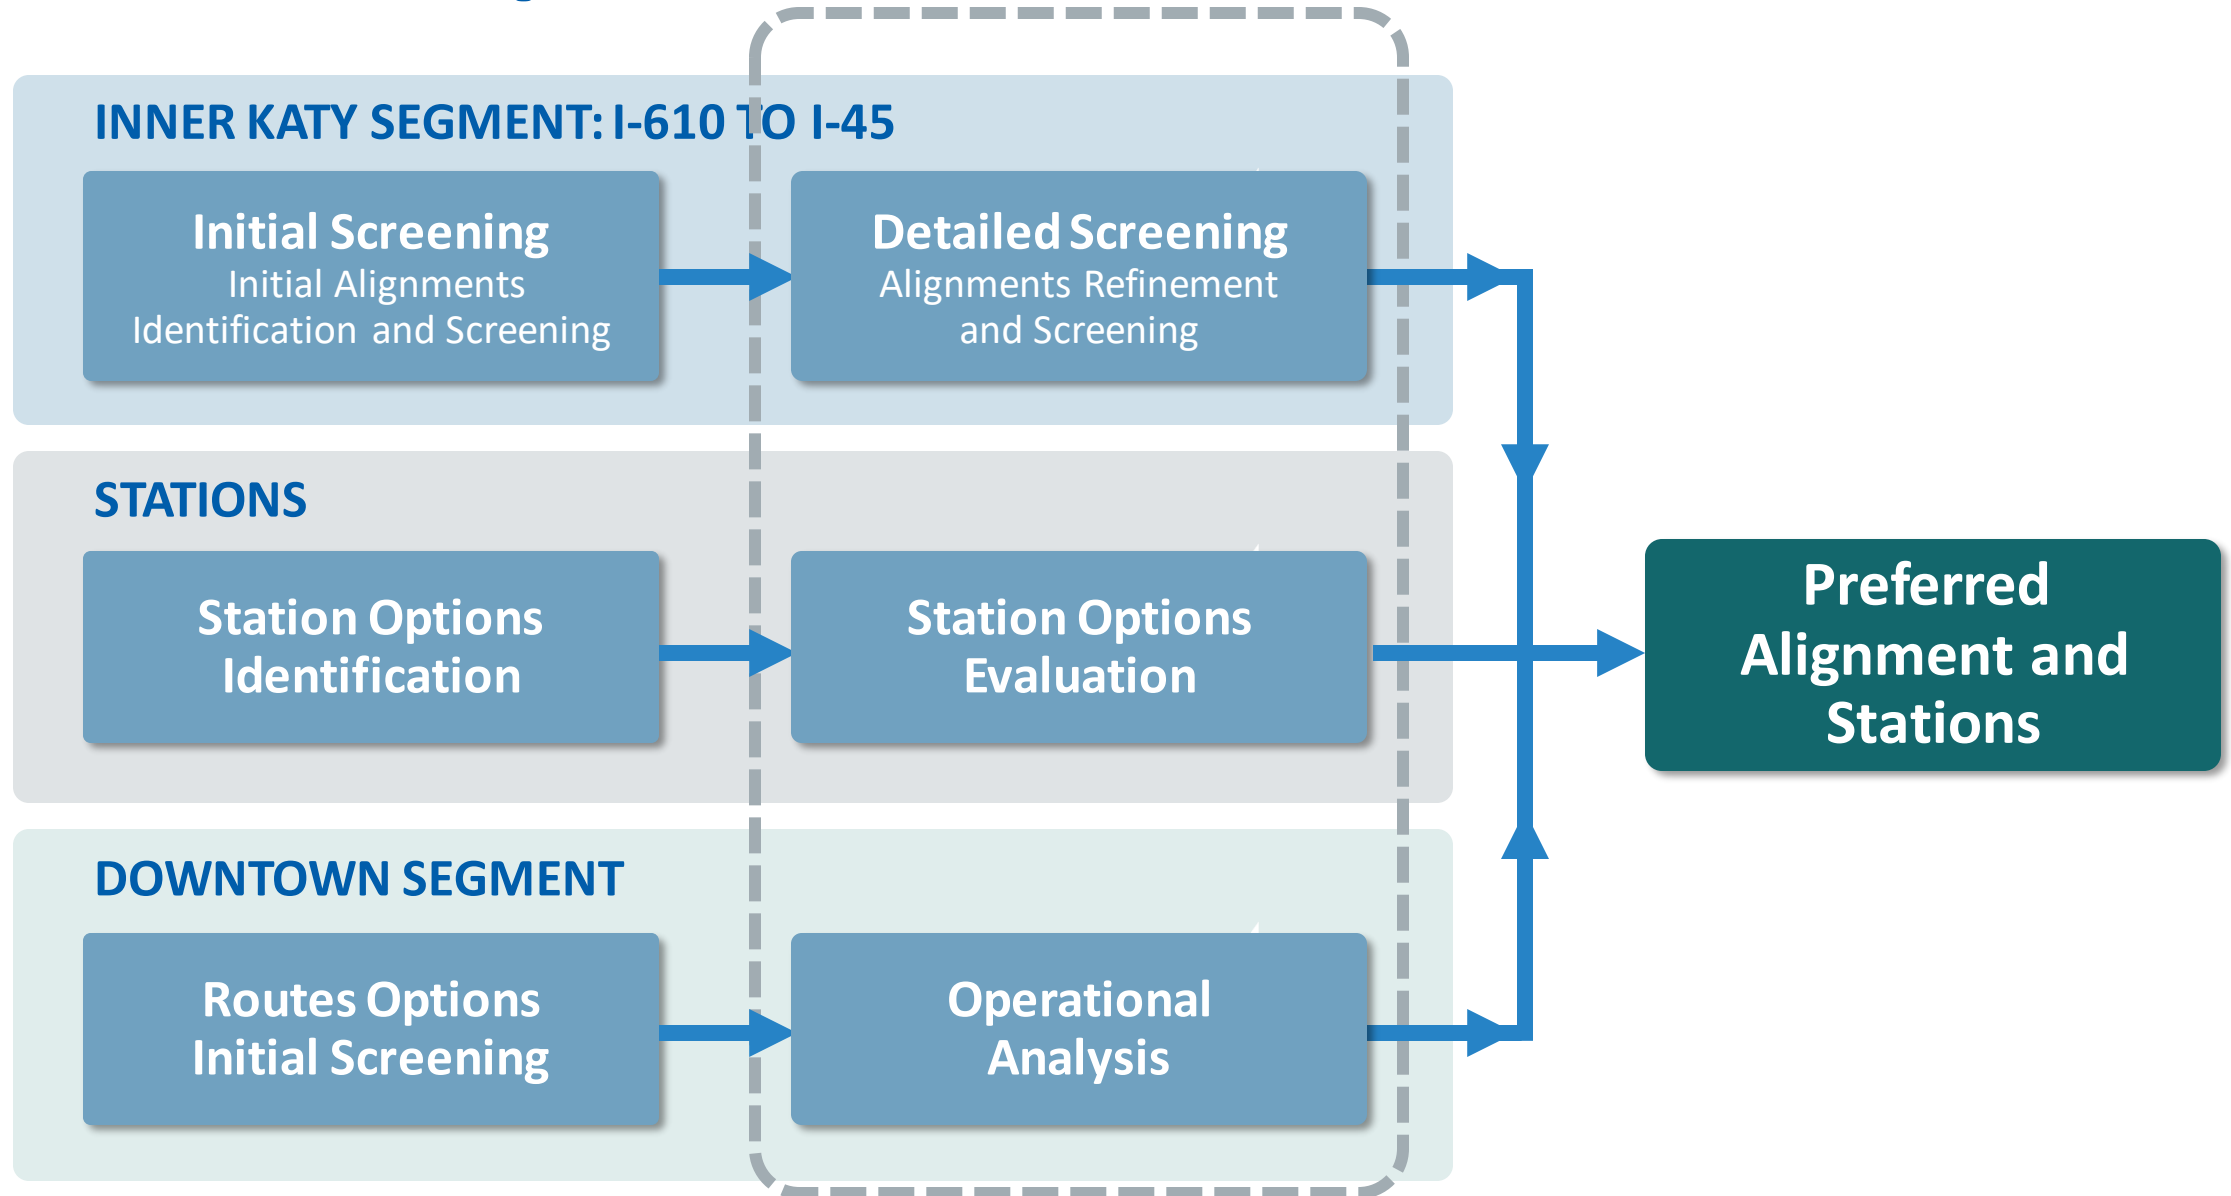 INNER KATY SEGMENT: I-610 TO I-45
Initial Screening
Initial Alignments
Identification and Screening
Detailed Screening
Alignments Refinement
and Screening
STATIONS
Station Options
Identification
Station Options
Evaluation
Preferred
Alignment and
Stations
DOWNTOWN SEGMENT
Routes Options
Initial Screening
Operational
Analysis